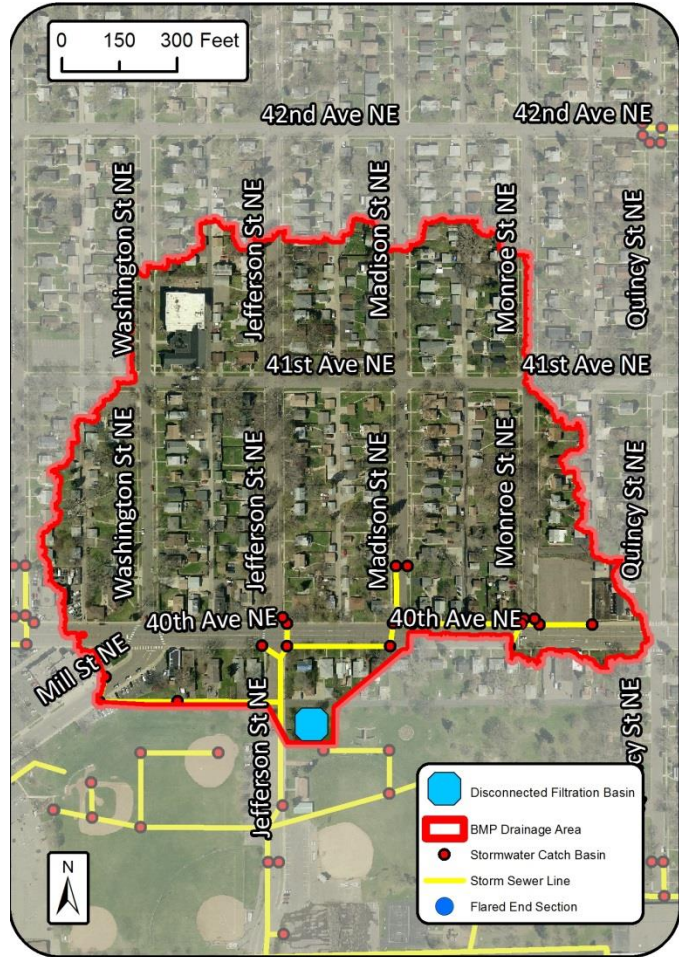 0 150 300 Feet
42nd Ave NE
42nd Ave NE
Washington St NE
Jefferson St NE
Madison St NE
Monroe St NE
Quincy St NE
41st Ave NE
41st Ave NE
Washington St NE
Jefferson St NE
Madison St NE
Monroe St NE
Quincy St NE
40th Ave NE
40th Ave NE
Mill St NE
Jefferson St NE
cy St NE
Disconnected Filtration Basin
BMP Drainage Area
Stormwater Catch Basin
Storm Sewer Line
Flared End Section
N